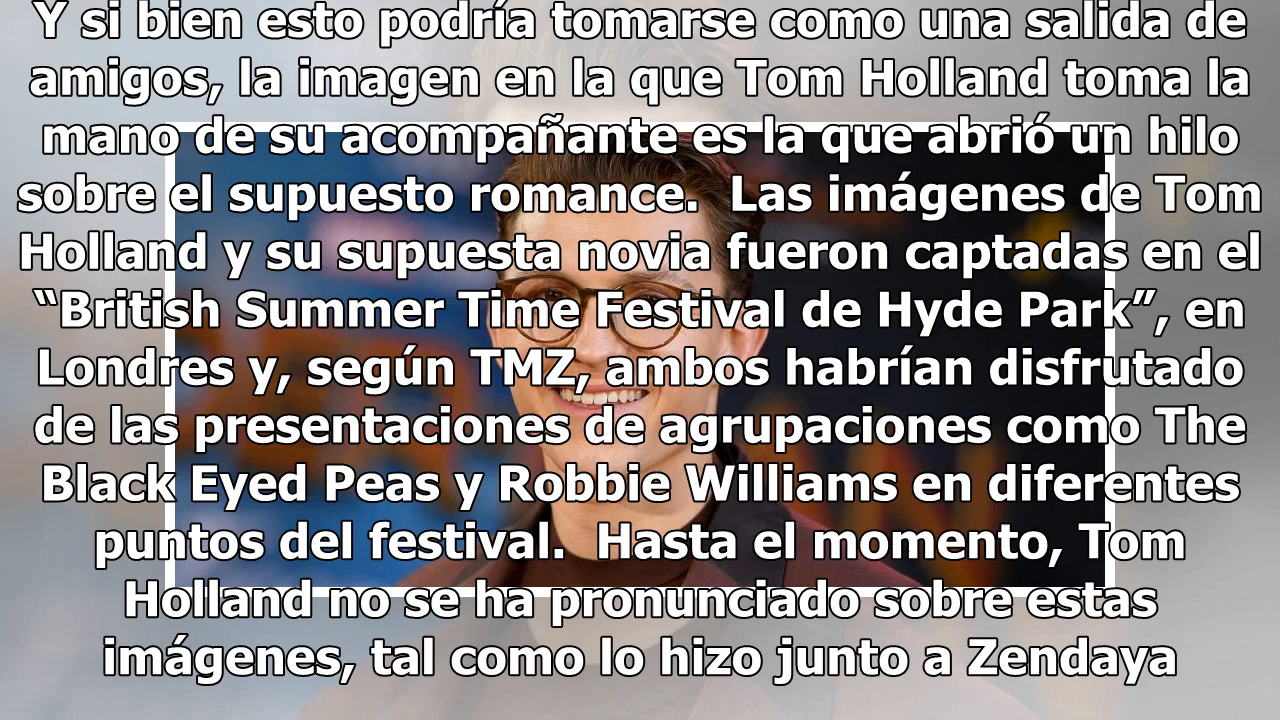 Y si bien esto podría tomarse como una salida de
amigos, la imagen en la que Tom Holland toma la
mano de su acompañante es la que abrió un hilo
sobre el supuesto romance.  Las imágenes de Tom
Holland y su supuesta novia fueron captadas en el
“British Summer Time Festival de Hyde Park”, en
Londres y, según TMZ, ambos habrían disfrutado
de las presentaciones de agrupaciones como The
Black Eyed Peas y Robbie Williams en diferentes
puntos del festival.  Hasta el momento, Tom
Holland no se ha pronunciado sobre estas
imágenes, tal como lo hizo junto a Zendaya